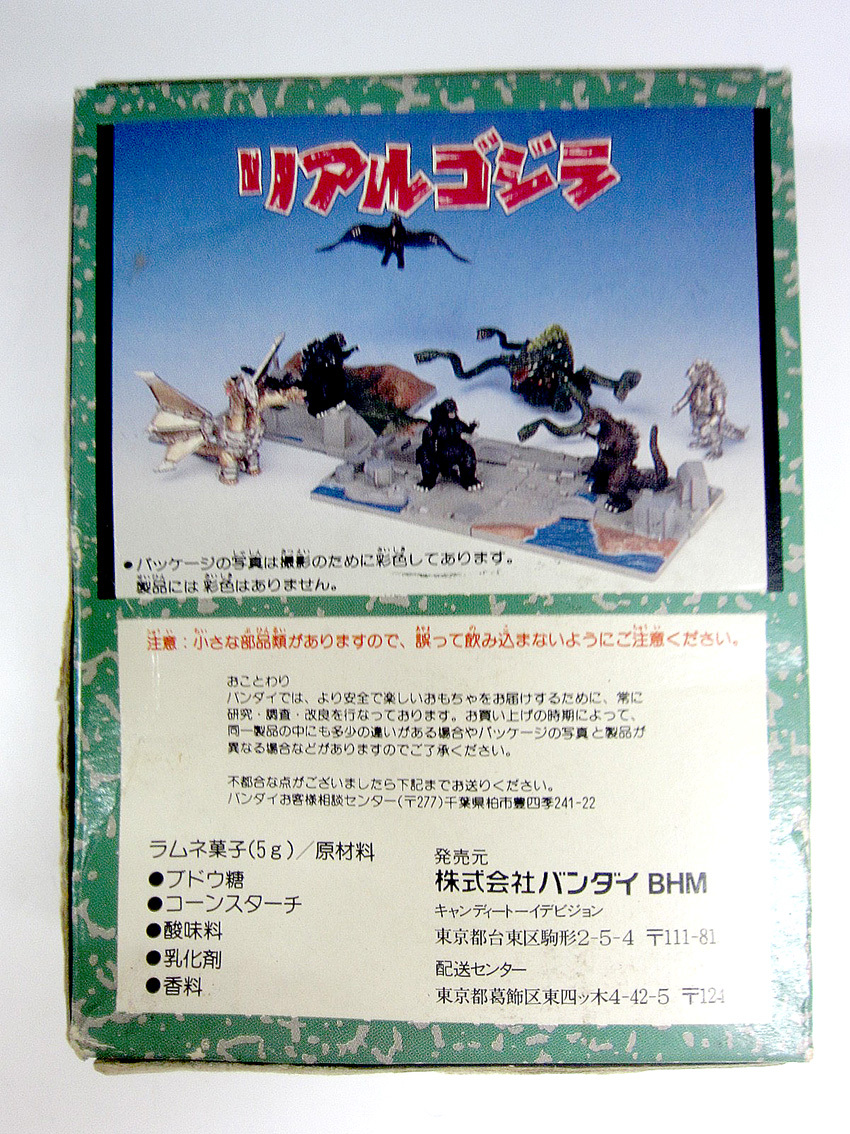 リアルゴジラ
●パッケージの写真は撮影のために彩色してあります。
製品には彩色はありません。
注意：小さな部品類がありますので、誤って飲み込まないようにご注意ください。
おことわり
バンダイでは、より安全で楽しいおもちゃをお届けするために、常に
研究・調査・改良を行なっております。お買い上げの時期によって、
同一製品の中にも多少の違いがある場合やパッケージの写真と製品が
異なる場合などがありますのでご了承ください。
不都合な点がございましたら下記までお送りください。
バンダイお客様相談センター(〒277)千葉県柏市豊四季241-22
ラムネ菓子(5g)／原材料
●ブドウ糖
●コーンスターチ
●酸味料
●乳化剤
●香料
発売元
株式会社バンダイ BHM
キャンディートーイデビジョン
東京都台東区駒形2-5-4 〒111-81
配送センター
東京都葛飾区東四ッ木4-42-5 〒124